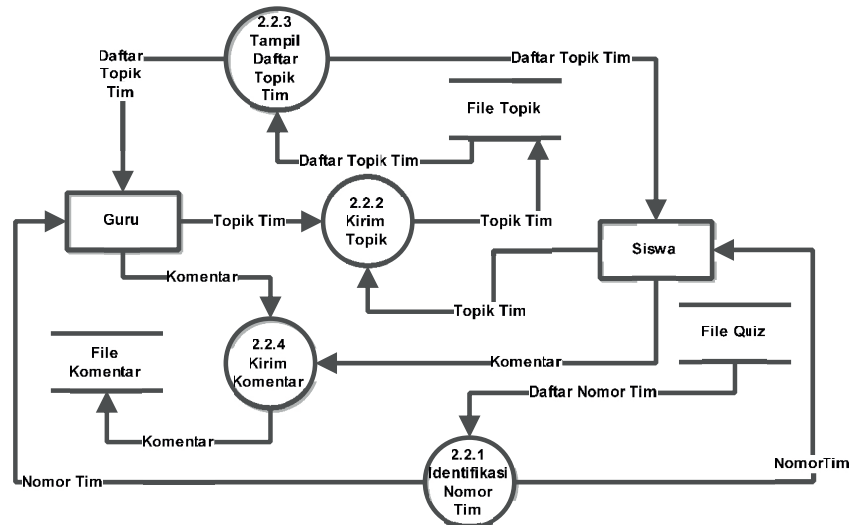 2.2.3
Tampil
Daftar
Topik
Tim
Daftar
Topik
Tim
Daftar Topik Tim
File Topik
Daftar Topik Tim
2.2.2
Kirim
Topik
Guru
Topik Tim
Topik Tim
Siswa
Komentar
Topik Tim
File Quiz
2.2.4
Kirim
Komentar
File
Komentar
Komentar
Daftar Nomor Tim
Komentar
2.2.1
Identifikasi
Nomor
Tim
NomorTim
Nomor Tim